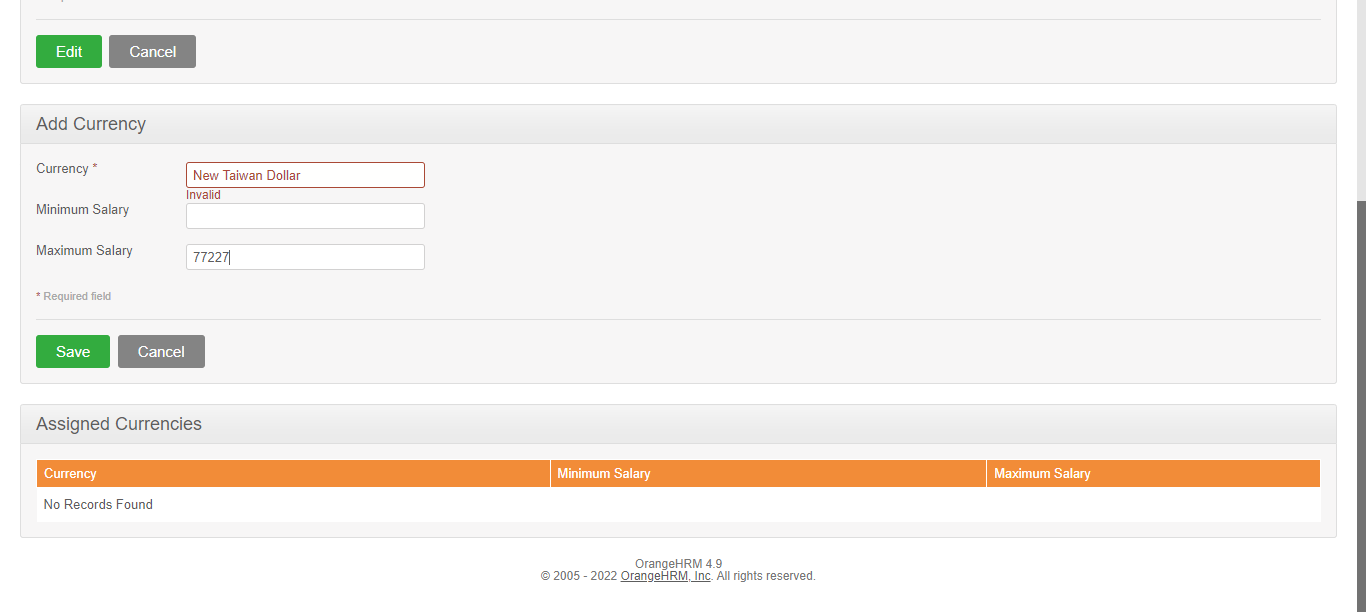 Edit Cancel
Add Currency
Currency *
New Taiwan Dollar
Invalid
Minimum Salary
Maximum Salary
77227
* Required field
Save Cancel
Assigned Currencies
Currency Minimum Salary Maximum Salary
No Records Found
OrangeHRM 4.9
© 2005 - 2022 OrangeHRM, Inc. All rights reserved.